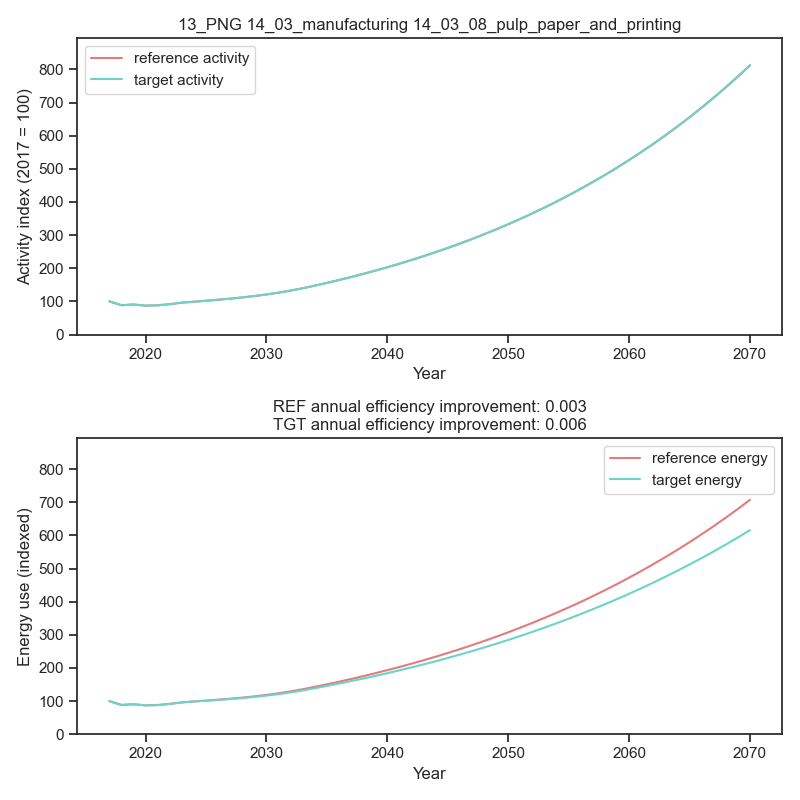 13_PNG 14_03_manufacturing 14_03_08_pulp_paper_and_printing
reference activity
target activity
Activity index (2017 = 100)
800
700
600
500
400
300
200
100
0
2020 2030 2040 2050 2060 2070
Year
REF annual efficiency improvement: 0.003
TGT annual efficiency improvement: 0.006
reference energy
target energy
Energy use (indexed)
800
700
600
500
400
300
200
100
0
2020 2030 2040 2050 2060 2070
Year